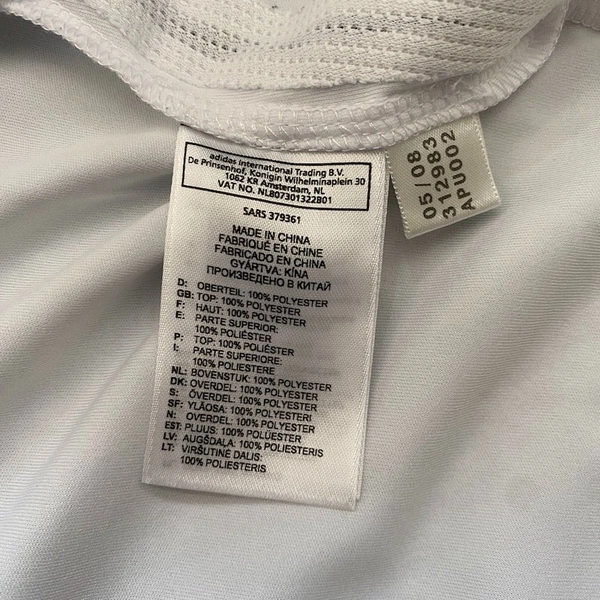 adidas International Trading B.V.
De Prinsenhof, Konigin Wilhelminaplein 30
1062 KR Amsterdam, NL
VAT NO. NL807301322B01
SARS 379361
MADE IN CHINA
FABRIQUÉ EN CHINE
FABRICADO EN CHINA
GYÁRTVA: KÍNA
ПРОИЗВЕДЕНО В КИТАЙ
D: OBERTEIL: 100% POLYESTER
GB: TOP: 100% POLYESTER
F: HAUT: 100% POLYESTER
E: PARTE SUPERIOR:
100% POLIÉSTER
P: TOP: 100% POLIÉSTER
I: PARTE SUPERIORE:
100% POLIESTERE
NL: BOVENSTUK: 100% POLYESTER
DK: OVERDEL: 100% POLYESTER
S: ÖVERDEL: 100% POLYESTER
SF: YLÄOSA: 100% POLYESTERI
N: OVERDEL: 100% POLYESTER
EST: PLUUS: 100% POLÜESTER
LV: AUGŠDAĻA: 100% POLIESTERIS
LT: VIRŠUTINĖ DALIS:
100% POLIESTERIS
05/08
312983
APU002